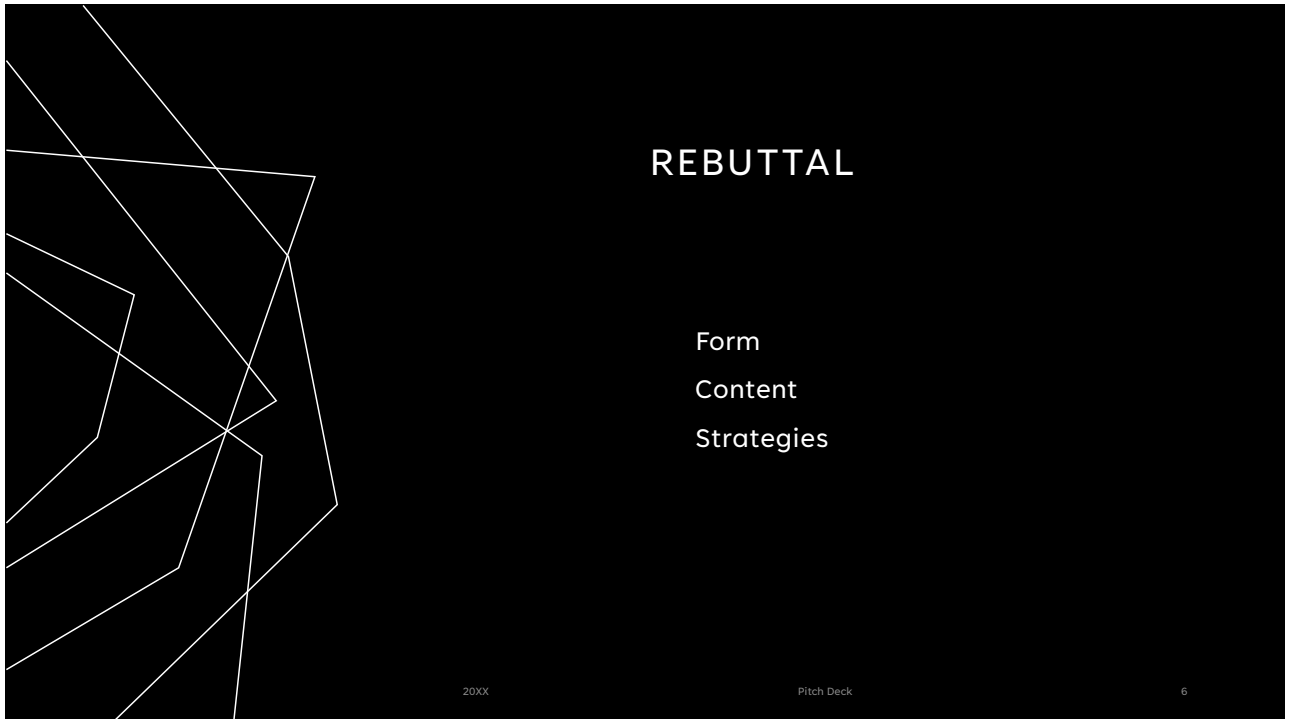 REBUTTAL
Form
Content
Strategies
20XX
Pitch Deck
6